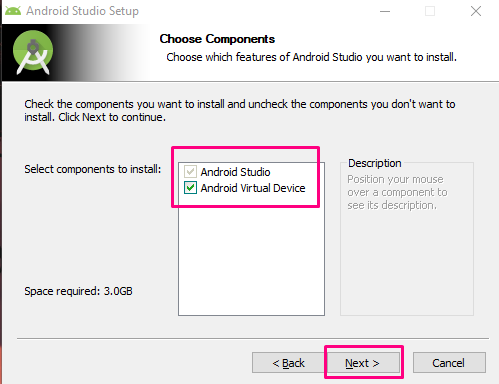 Android Studio Setup
Choose Components
Choose which features of Android Studio you want to install.
Check the components you want to install and uncheck the components you don't want to
install. Click Next to continue.
Select components to install:
Android Studio
Android Virtual Device
Description
Position your mouse
over a component to
see its description.
Space required: 3.0GB
< Back
Next >
Cancel